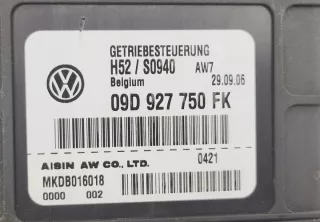 GETRIEBESTEUERUNG
H52 / S0940 AW7
Belgium 29.09.06
09D 927 750 FK
AISIN AW CO., LTD. 0421
MKDB016018
0000 002